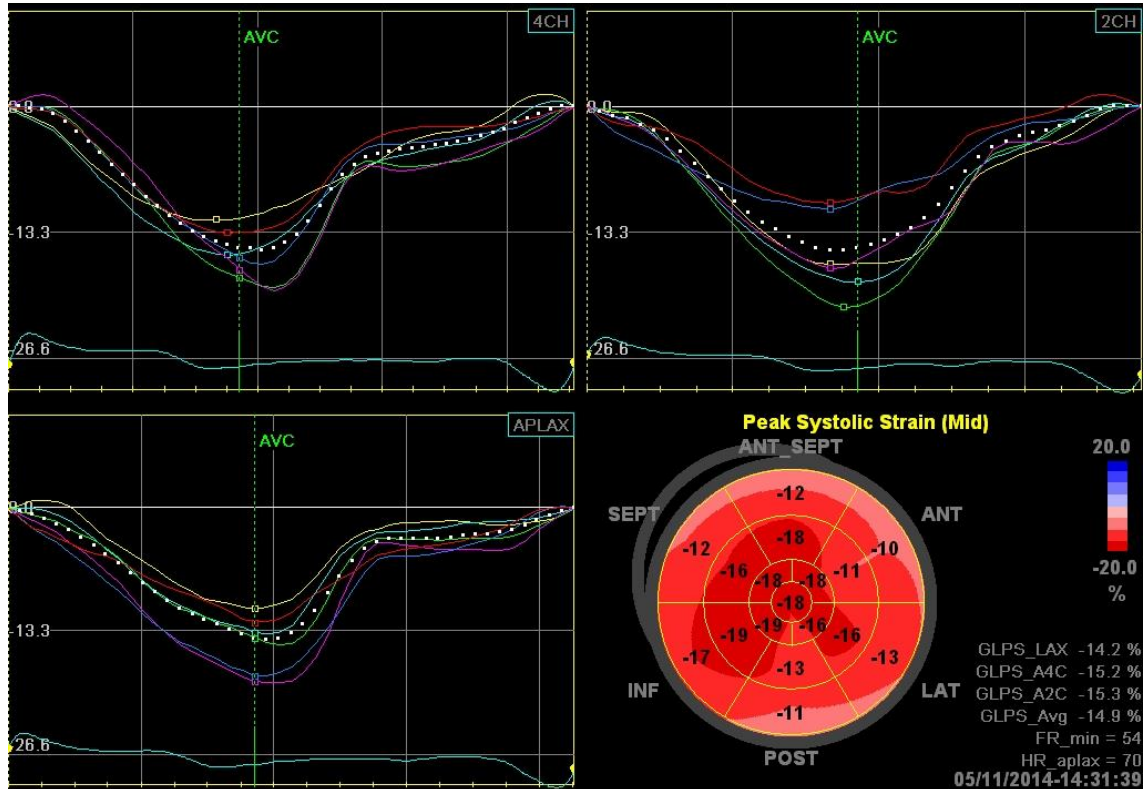 4CH
AVC
0.0
-13.3
-26.6
2CH
AVC
0.0
-13.3
-26.6
APLAX
AVC
0.0
-13.3
-26.6
Peak Systolic Strain (Mid)
ANT_SEPT
SEPT
ANT
INF
LAT
POST
-12
-18
-12
-10
-16
-11
-18
-18
-18
-19
-19
-16
-16
-17
-13
-13
-11
20.0
-20.0
%
GLPS_LAX -14.2 %
GLPS_A4C -15.2 %
GLPS_A2C -15.3 %
GLPS_Avg -14.9 %
FR_min = 54
HR_aplax = 70
05/11/2014-14:31:39